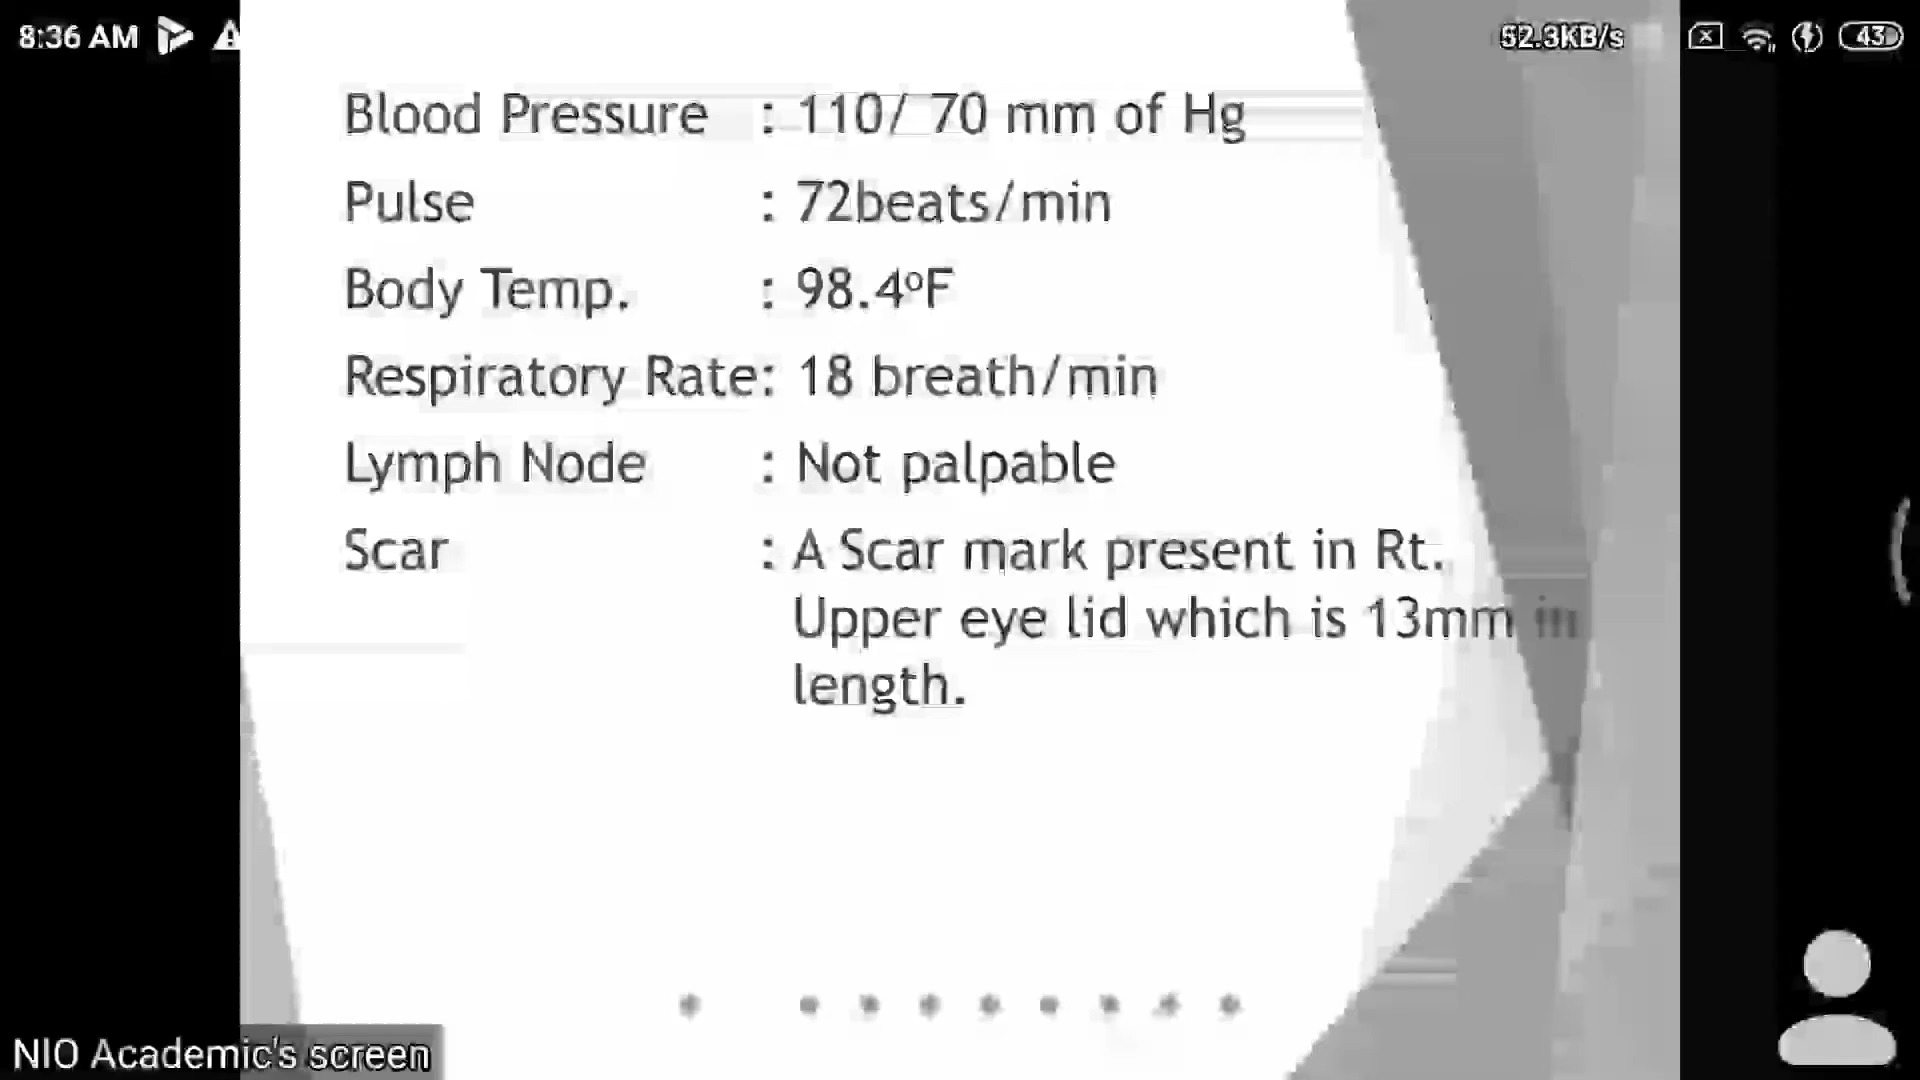 8:36 AM
52.3KB/s
43
Blood Pressure : 110/ 70 mm of Hg
Pulse : 72beats/min
Body Temp. : 98.4ºF
Respiratory Rate: 18 breath/min
Lymph Node : Not palpable
Scar : A Scar mark present in Rt.
Upper eye lid which is 13mm in
length.
NIO Academic's screen